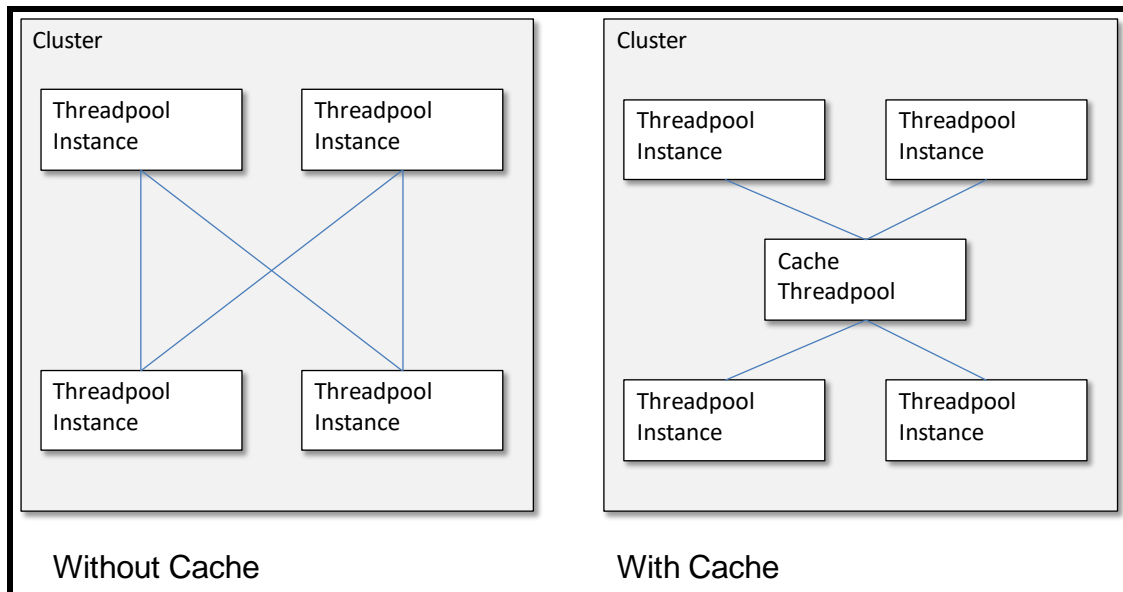 Cluster
Threadpool
Instance
Threadpool
Instance
Threadpool
Instance
Threadpool
Instance
Without Cache
Cluster
Threadpool
Instance
Threadpool
Instance
Cache
Threadpool
Threadpool
Instance
Threadpool
Instance
With Cache